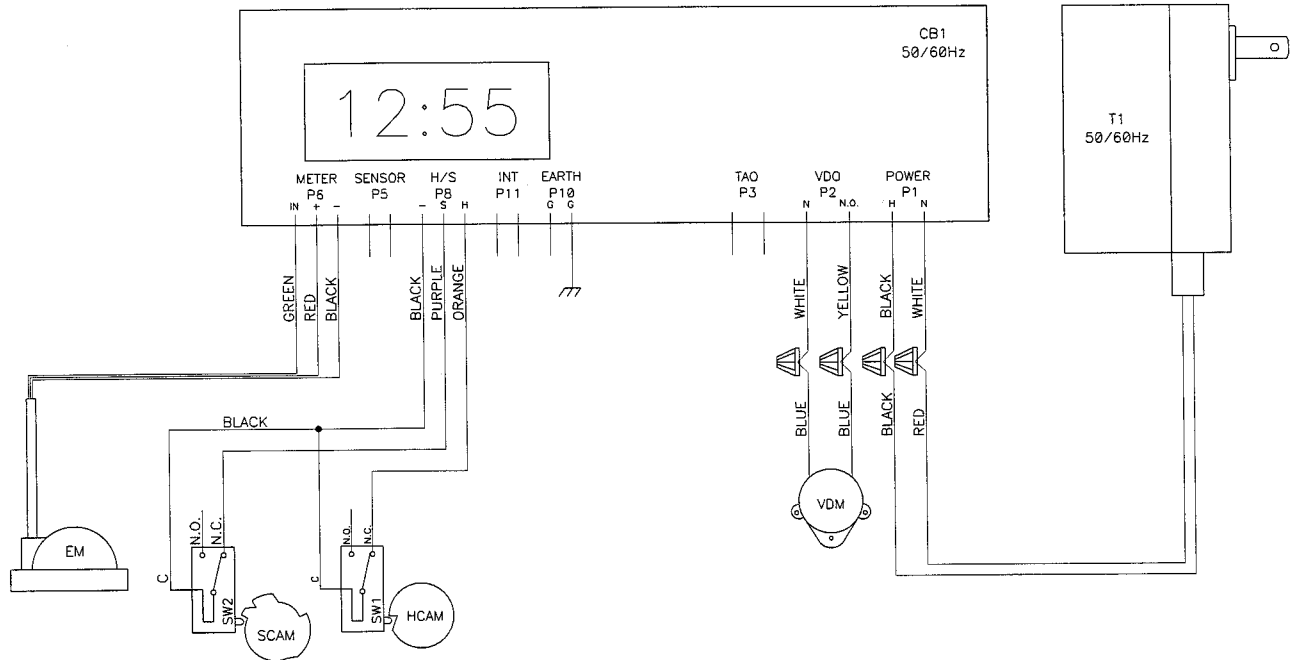 CB1
50/60Hz
12:55
T1
50/60Hz
METER
P6
SENSOR
P5
H/S
P8
INT
P11
EARTH
P10
TAO
P3
VDO
P2
POWER
P1
IN + -
- S H
G G
N N.O.
H N
GREEN
RED
BLACK
BLACK
PURPLE
ORANGE
WHITE
YELLOW
BLACK
WHITE
BLUE
BLUE
BLACK
RED
BLACK
VDM
EM
N.O.
N.C.
C
SW2
SCAM
N.O.
N.C.
C
SW1
HCAM